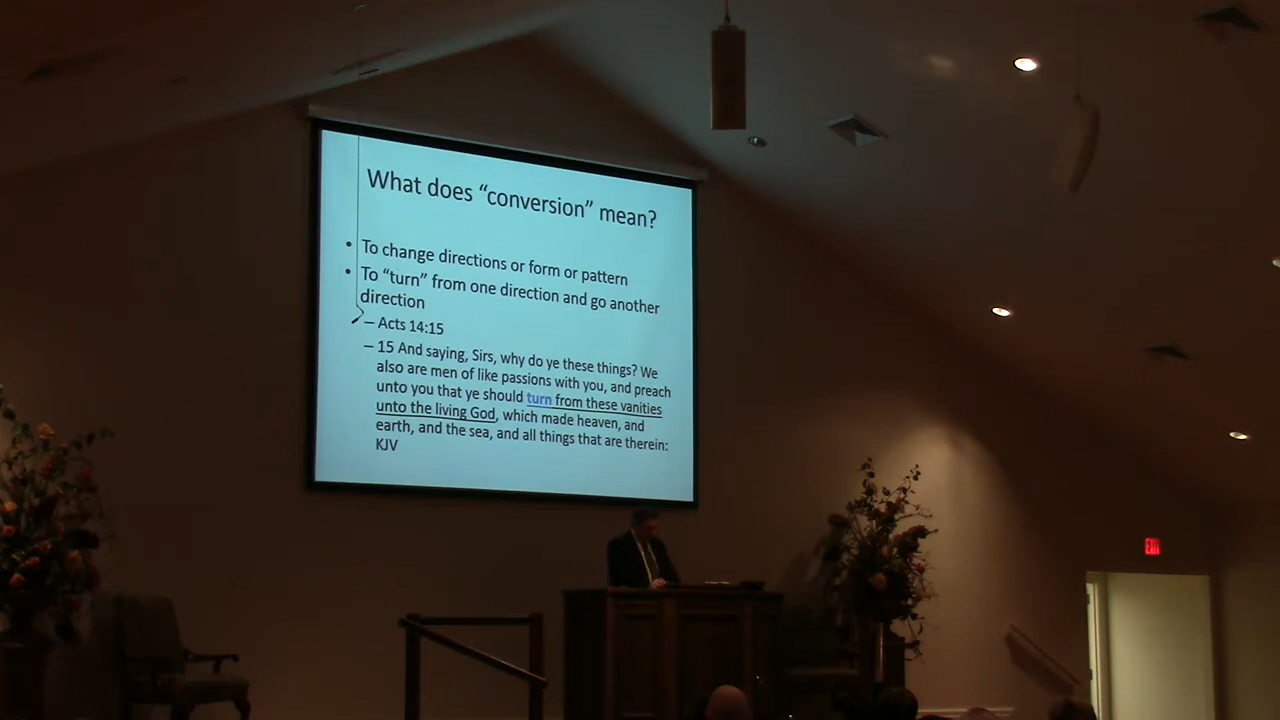 What does “conversion” mean?
• To change directions or form or pattern
• To “turn” from one direction and go another
direction
– Acts 14:15
– 15 And saying, Sirs, why do ye these things? We
also are men of like passions with you, and preach
unto you that ye should turn from these vanities
unto the living God, which made heaven, and
earth, and the sea, and all things that are therein:
KJV
EXIT